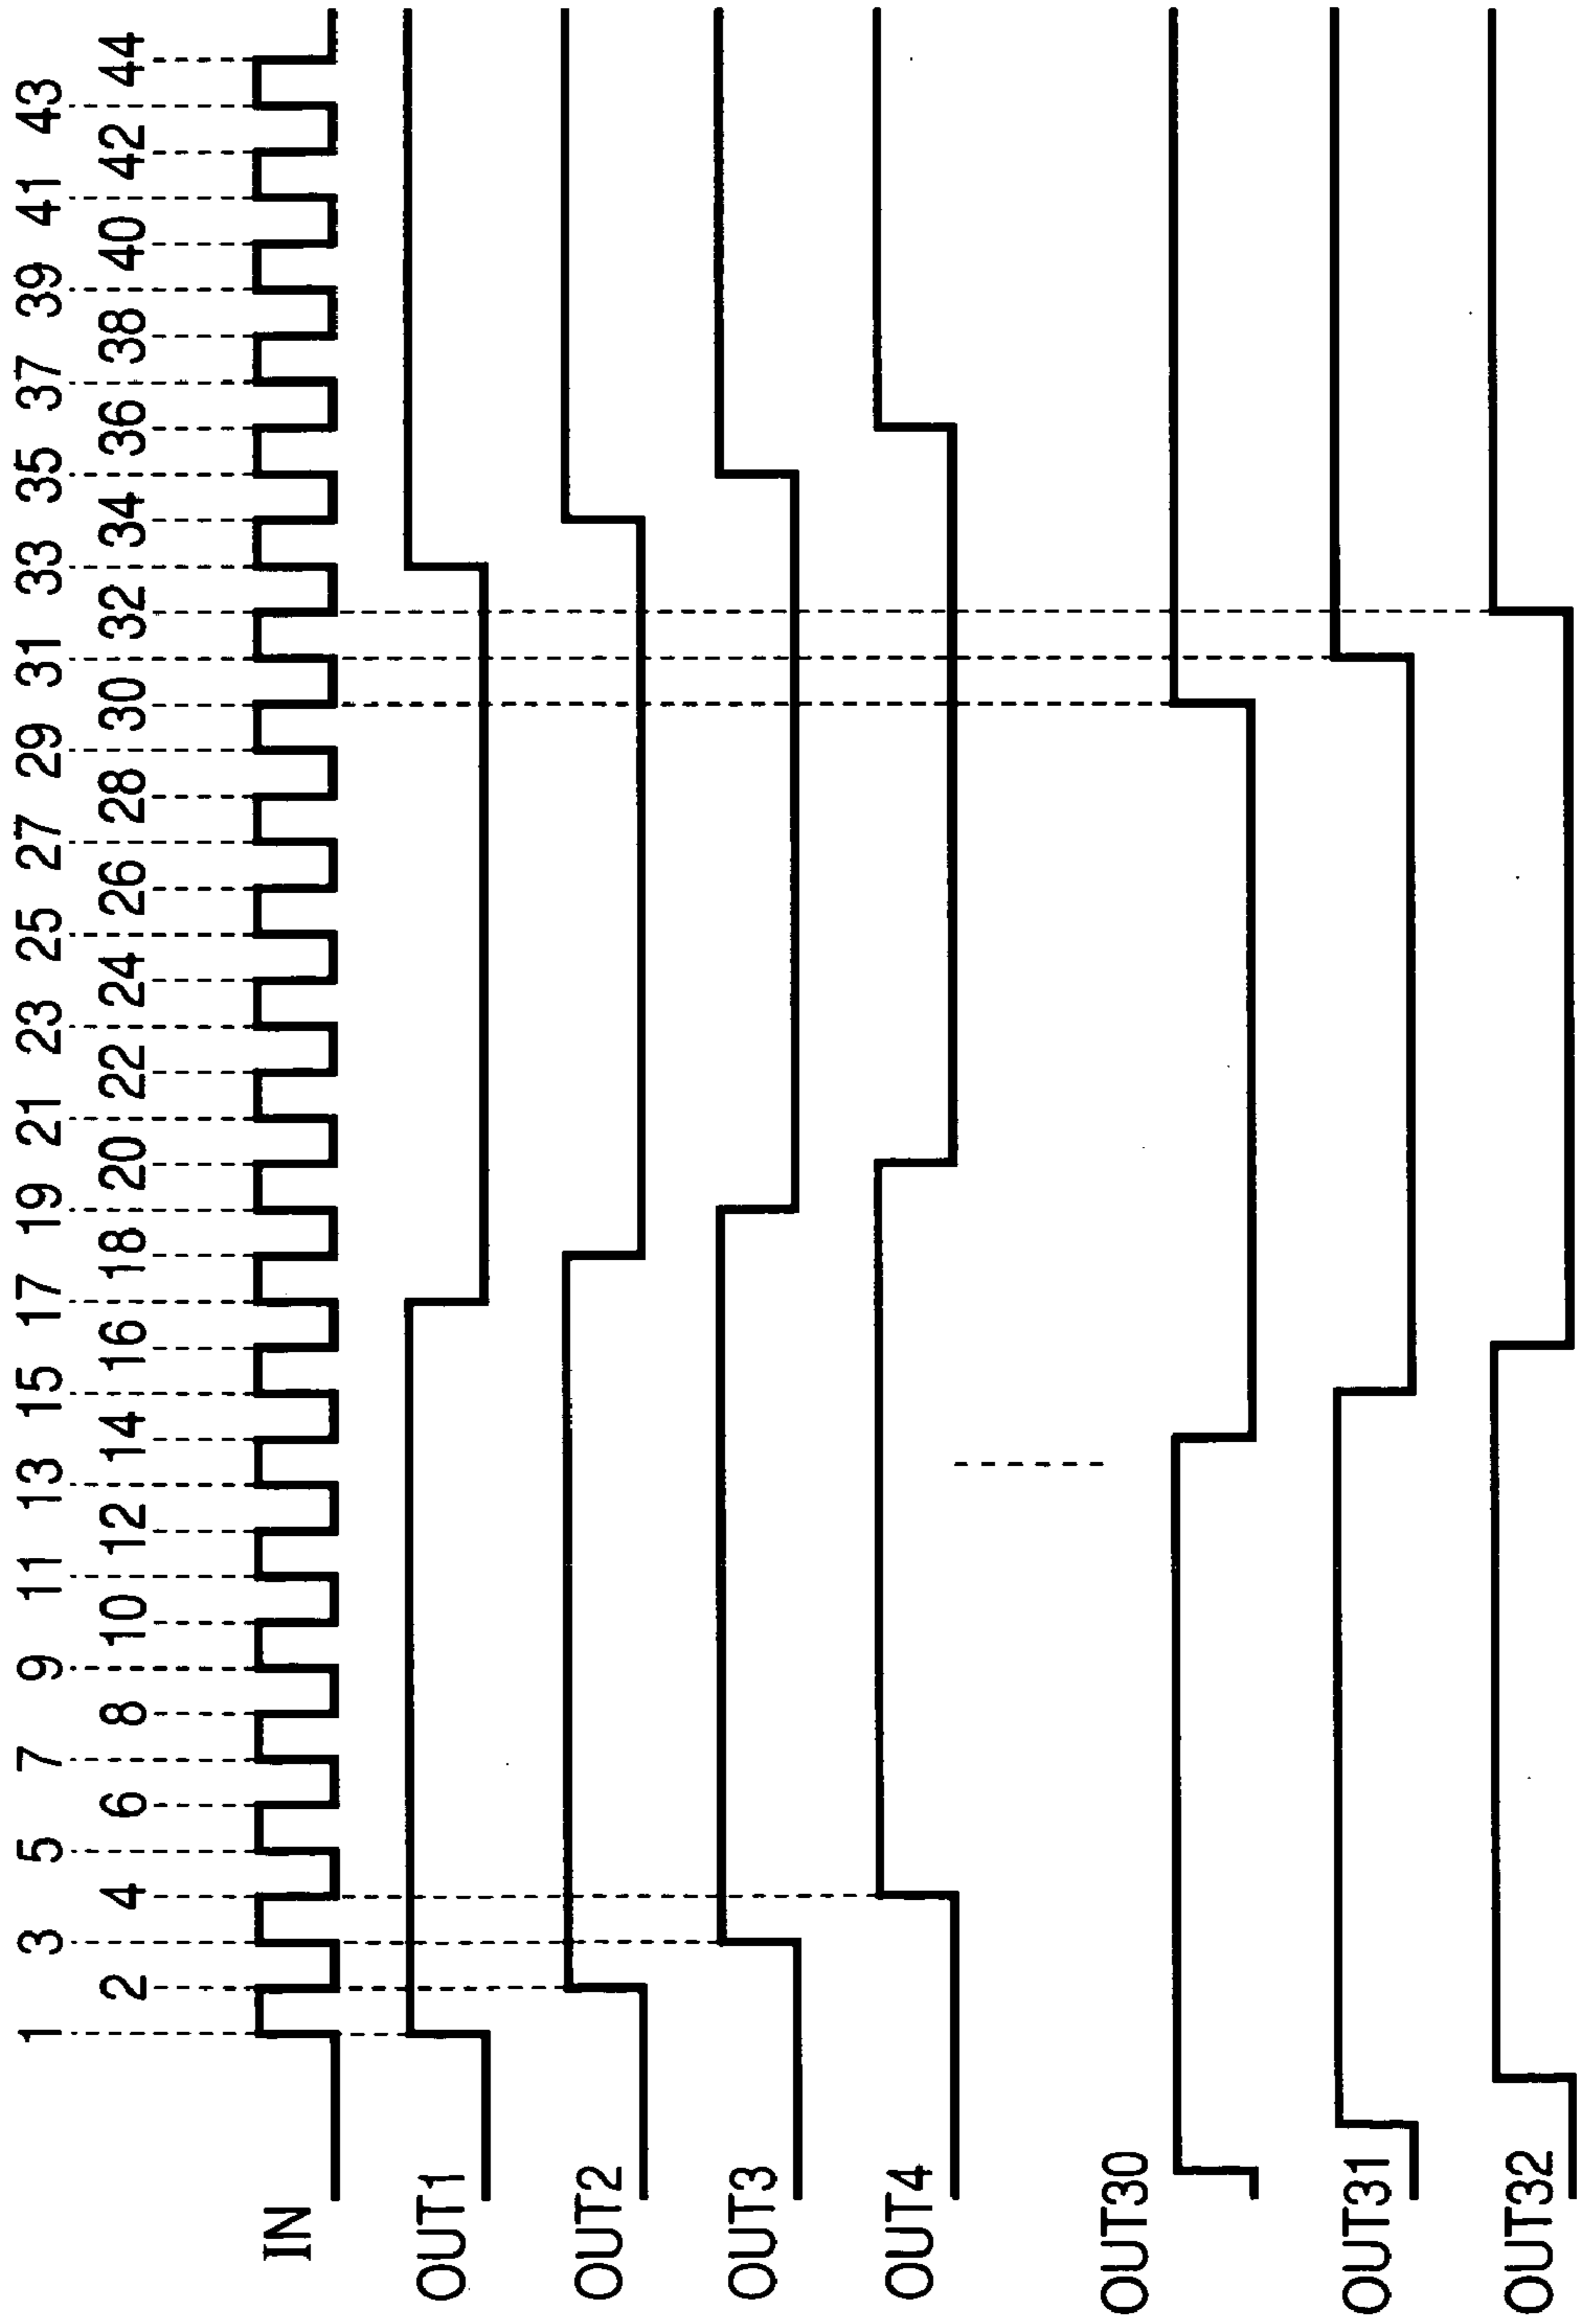 1 3 5 7 9 11 13 15 17 19 21 23 25 27 29 31 33 35 37 39 41 43
2 4 6 8 10 12 14 16 18 20 22 24 26 28 30 32 34 36 38 40 42 44
IN
OUT1
OUT2
OUT3
OUT4
OUT30
OUT31
OUT32